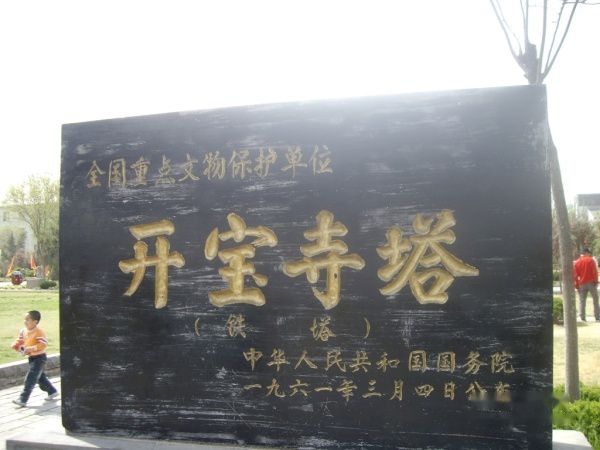 全国重点文物保护单位
开宝寺塔
（铁 塔）
中华人民共和国国务院
一九六一年三月四日公布